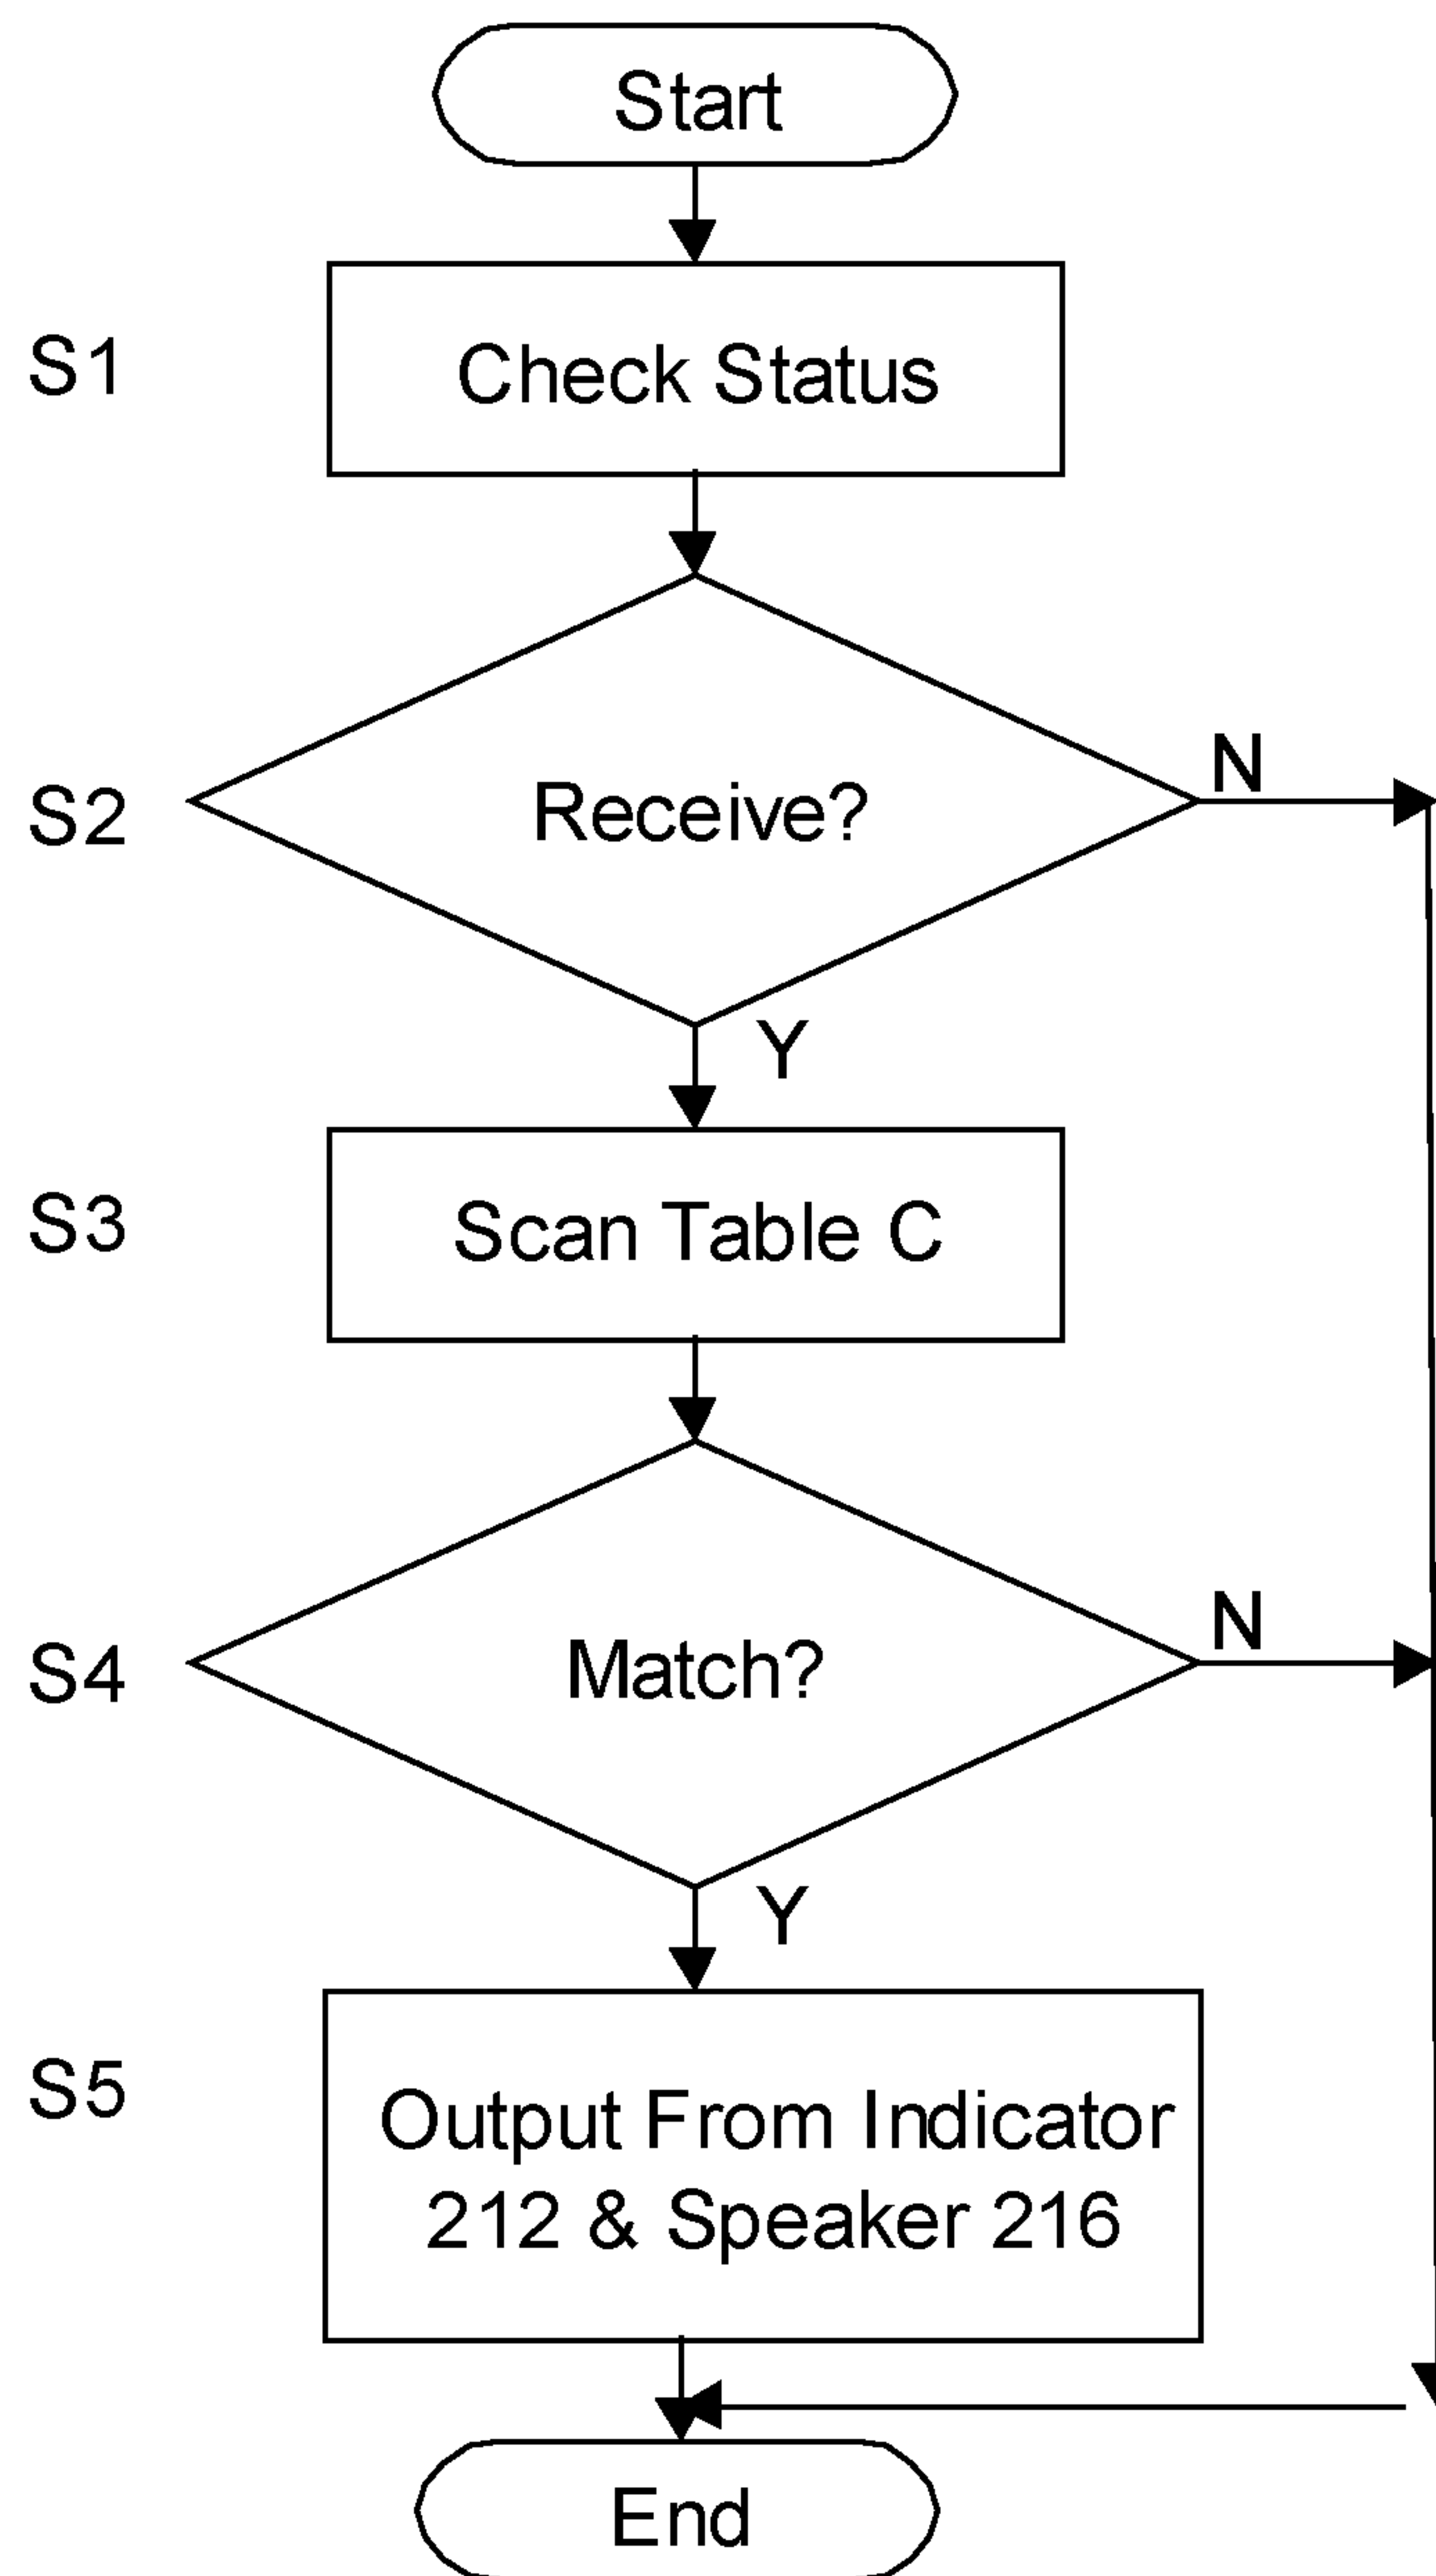 Start
S1
Check Status
S2
Receive?
N
Y
S3
Scan Table C
S4
Match?
N
Y
S5
Output From Indicator
212 & Speaker 216
End